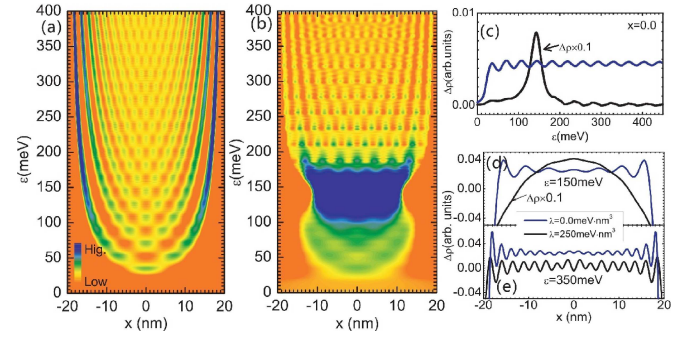 (a)
ε(meV)
400
350
300
250
200
150
100
50
0
Hig.
Low
-20 -10 0 10 20
x (nm)
(b)
ε(meV)
400
350
300
250
200
150
100
50
0
-20 -10 0 10 20
x (nm)
(c)
x=0.0
Δρ×0.1
Δρ(arb. units)
0.01
0.00
0 100 200 300 400
ε(meV)
(d)
0.04
0.00
-0.04
ε=150meV
Δρ×0.1
Δρ(arb. units)
λ=0.0meV·nm³
λ=250meV·nm³
0.04
0.00
-0.04
(e)
ε=350meV
-20 -10 0 10 20
x (nm)